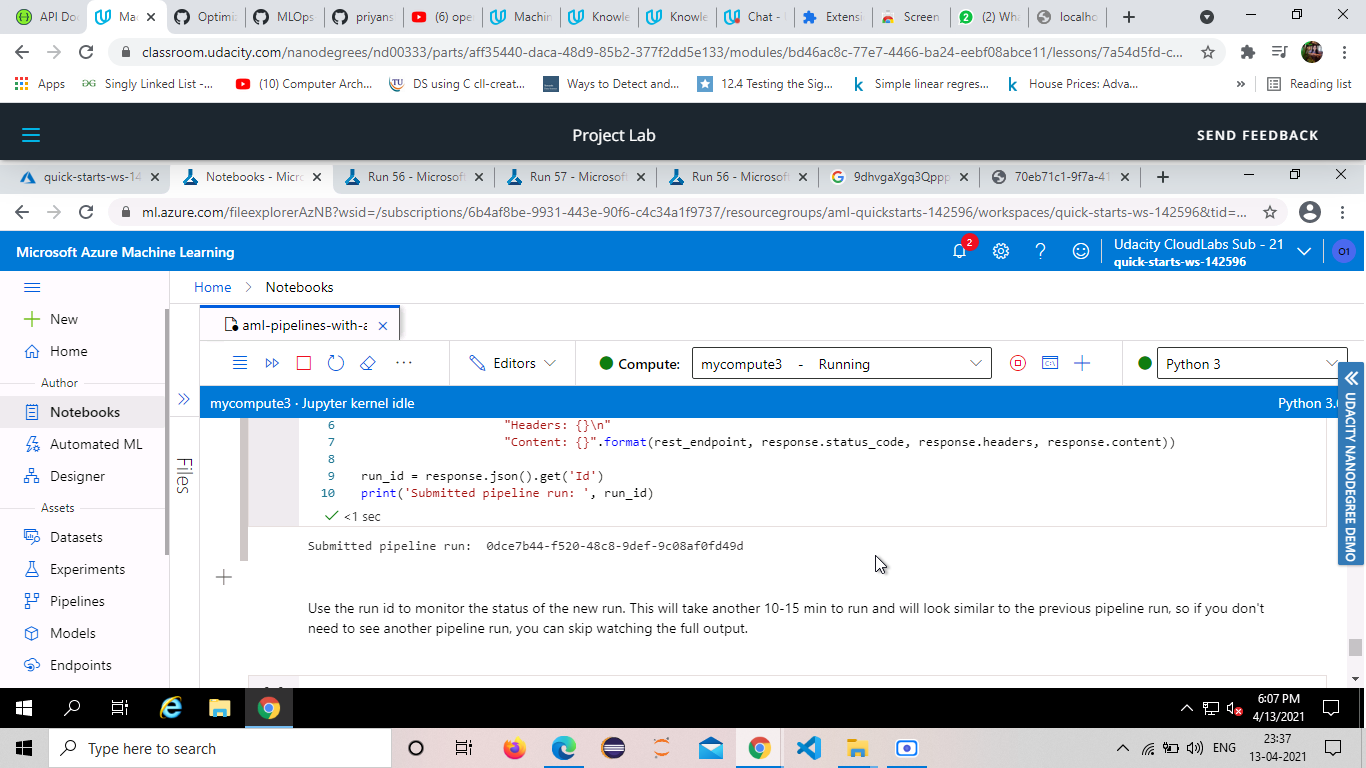 API Do
Ma
Optimi
MLOps
priyans
(6) ope
Machin
Knowle
Knowle
Chat -
Extensi
Screen
(2) Wha
localho
classroom.udacity.com/nanodegrees/nd00333/parts/aff35440-daca-48d9-85b2-377f2dd5e133/modules/bd46ac8c-77e7-4466-ba24-eebf08abce11/lessons/7a54d5fd-c...
Apps
Singly Linked List -...
(10) Computer Arch...
DS using C cll-creat...
Ways to Detect and...
12.4 Testing the Sig...
Simple linear regres...
House Prices: Adva...
»
Reading list
Project Lab
SEND FEEDBACK
quick-starts-ws-14
Notebooks - Micro
Run 56 - Microsoft
Run 57 - Microsoft
Run 56 - Microsoft
9dhvgaXgq3Qppp
70eb71c1-9f7a-41
ml.azure.com/fileexplorerAzNB?wsid=/subscriptions/6b4af8be-9931-443e-90f6-c4c34a1f9737/resourcegroups/aml-quickstarts-142596/workspaces/quick-starts-ws-142596&tid=...
Microsoft Azure Machine Learning
2
Udacity CloudLabs Sub - 21
quick-starts-ws-142596
O1
Home > Notebooks
New
Home
Author
Notebooks
Automated ML
Designer
Assets
Datasets
Experiments
Pipelines
Models
Endpoints
Files
aml-pipelines-with-a
Editors
Compute:
mycompute3 - Running
Python 3
mycompute3 · Jupyter kernel idle
Python 3.
UDACITY NANODEGREE DEMO
6 "Headers: {}\n"
7 "Content: {}".format(rest_endpoint, response.status_code, response.headers, response.content))
8
9 run_id = response.json().get('Id')
10 print('Submitted pipeline run: ', run_id)
<1 sec
Submitted pipeline run:  0dce7b44-f520-48c8-9def-9c08af0fd49d
Use the run id to monitor the status of the new run. This will take another 10-15 min to run and will look similar to the previous pipeline run, so if you don't
need to see another pipeline run, you can skip watching the full output.
6:07 PM
4/13/2021
Type here to search
ENG
23:37
13-04-2021